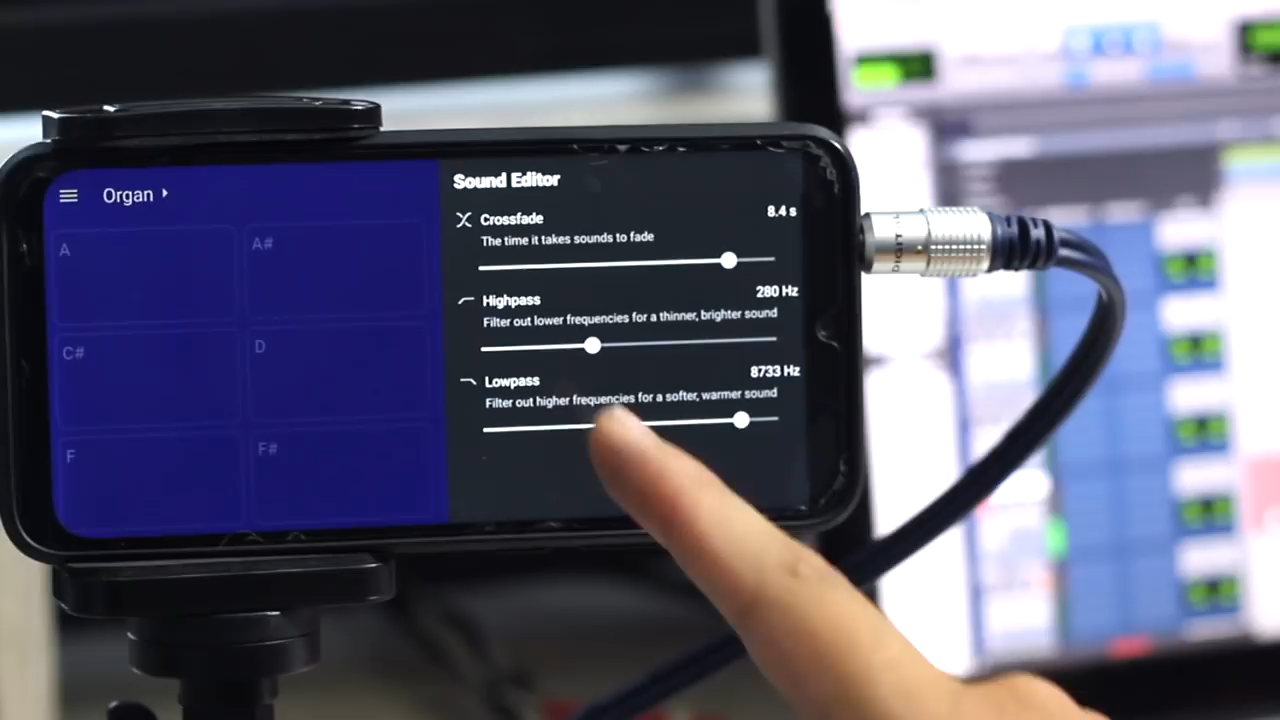 Organ
A
A#
C#
D
F
F#
Sound Editor
Crossfade
8.4 s
The time it takes sounds to fade
Highpass
280 Hz
Filter out lower frequencies for a thinner, brighter sound
Lowpass
8733 Hz
Filter out higher frequencies for a softer, warmer sound
DIGITAL